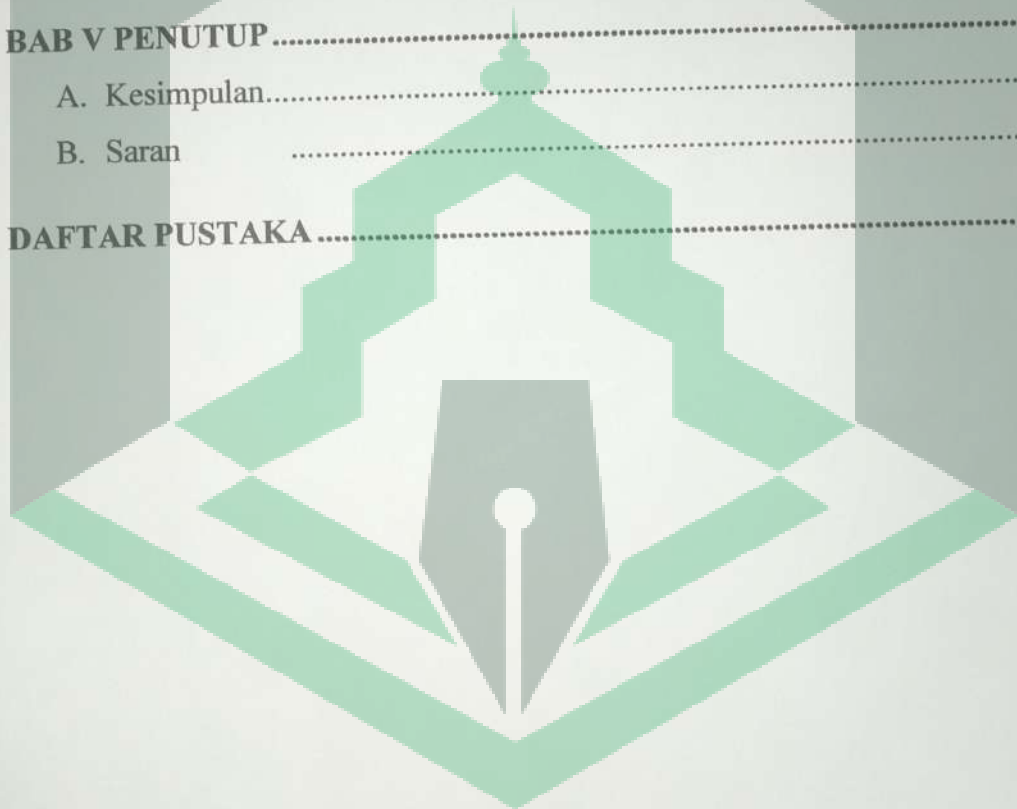 BAB V PENUTUP................................................................
A. Kesimpulan................................................................
B. Saran ................................................................
DAFTAR PUSTAKA................................................................